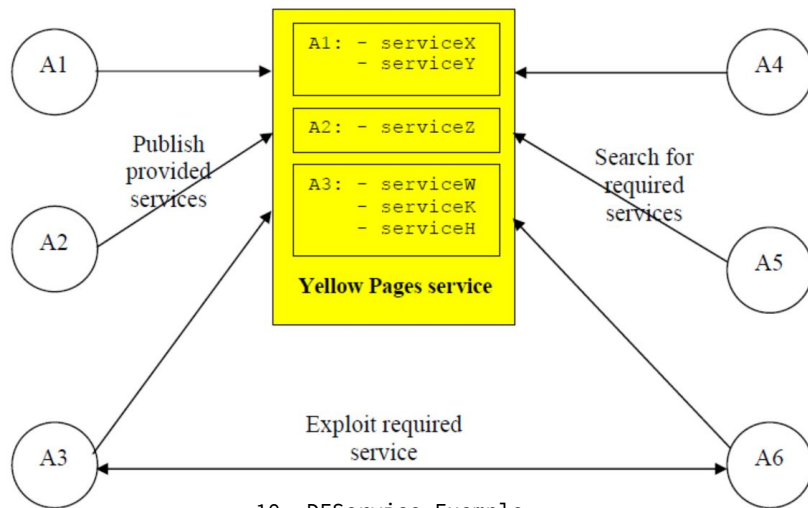 A1
A1: - serviceX
- serviceY
A4
A2: - serviceZ
Publish
provided
services
Search for
required
services
A3: - serviceW
- serviceK
- serviceH
A2
A5
Yellow Pages service
Exploit required
service
A3
A6